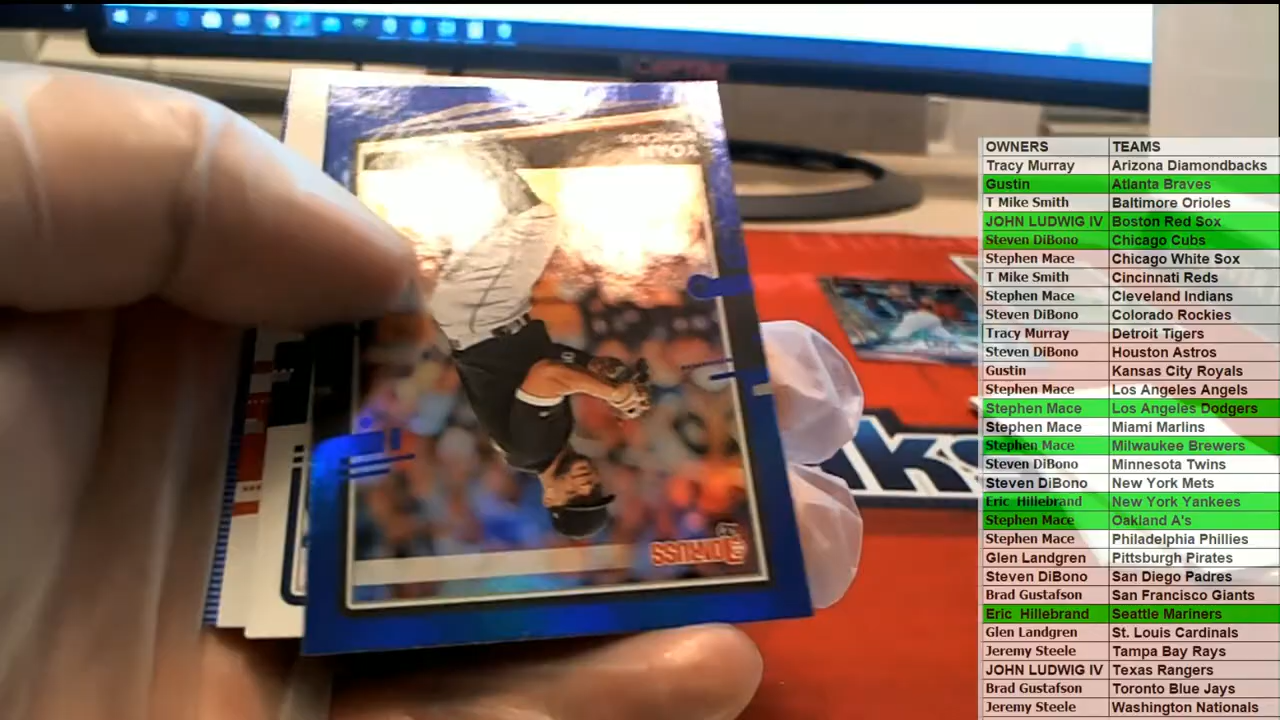 YOAN
MONCADA
DONRUSS
OWNERS TEAMS
Tracy Murray Arizona Diamondbacks
Gustin Atlanta Braves
T Mike Smith Baltimore Orioles
JOHN LUDWIG IV Boston Red Sox
Steven DiBono Chicago Cubs
Stephen Mace Chicago White Sox
T Mike Smith Cincinnati Reds
Stephen Mace Cleveland Indians
Steven DiBono Colorado Rockies
Tracy Murray Detroit Tigers
Steven DiBono Houston Astros
Gustin Kansas City Royals
Stephen Mace Los Angeles Angels
Stephen Mace Los Angeles Dodgers
Stephen Mace Miami Marlins
Stephen Mace Milwaukee Brewers
Steven DiBono Minnesota Twins
Steven DiBono New York Mets
Eric Hillebrand New York Yankees
Stephen Mace Oakland A's
Stephen Mace Philadelphia Phillies
Glen Landgren Pittsburgh Pirates
Steven DiBono San Diego Padres
Brad Gustafson San Francisco Giants
Eric Hillebrand Seattle Mariners
Glen Landgren St. Louis Cardinals
Jeremy Steele Tampa Bay Rays
JOHN LUDWIG IV Texas Rangers
Brad Gustafson Toronto Blue Jays
Jeremy Steele Washington Nationals